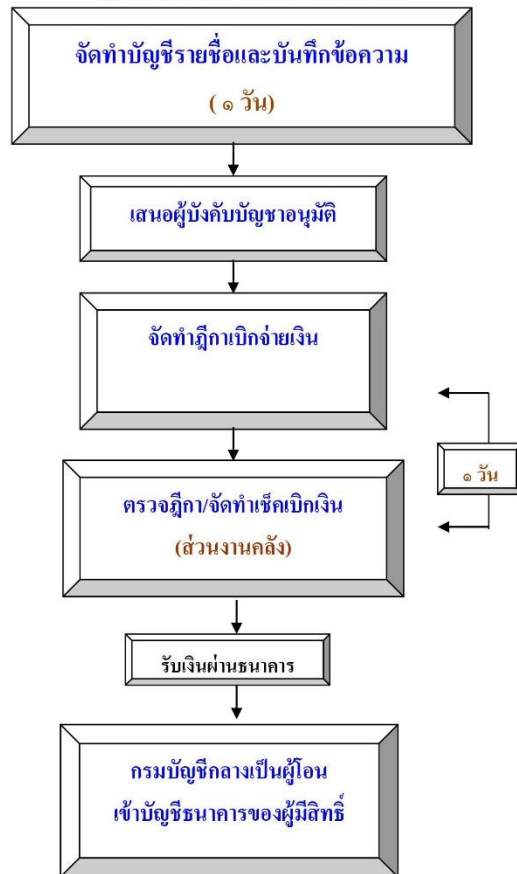 จัดทำบัญชีรายชื่อและบันทึกข้อความ
( ๑ วัน)
เสนอผู้บังคับบัญชาอนุมัติ
จัดทำฎีกาเบิกจ่ายเงิน
๑ วัน
ตรวจฎีกา/จัดทำเช็คเบิกเงิน
(ส่วนงานคลัง)
รับเงินผ่านธนาคาร
กรมบัญชีกลางเป็นผู้โอน
เข้าบัญชีธนาคารของผู้มีสิทธิ์